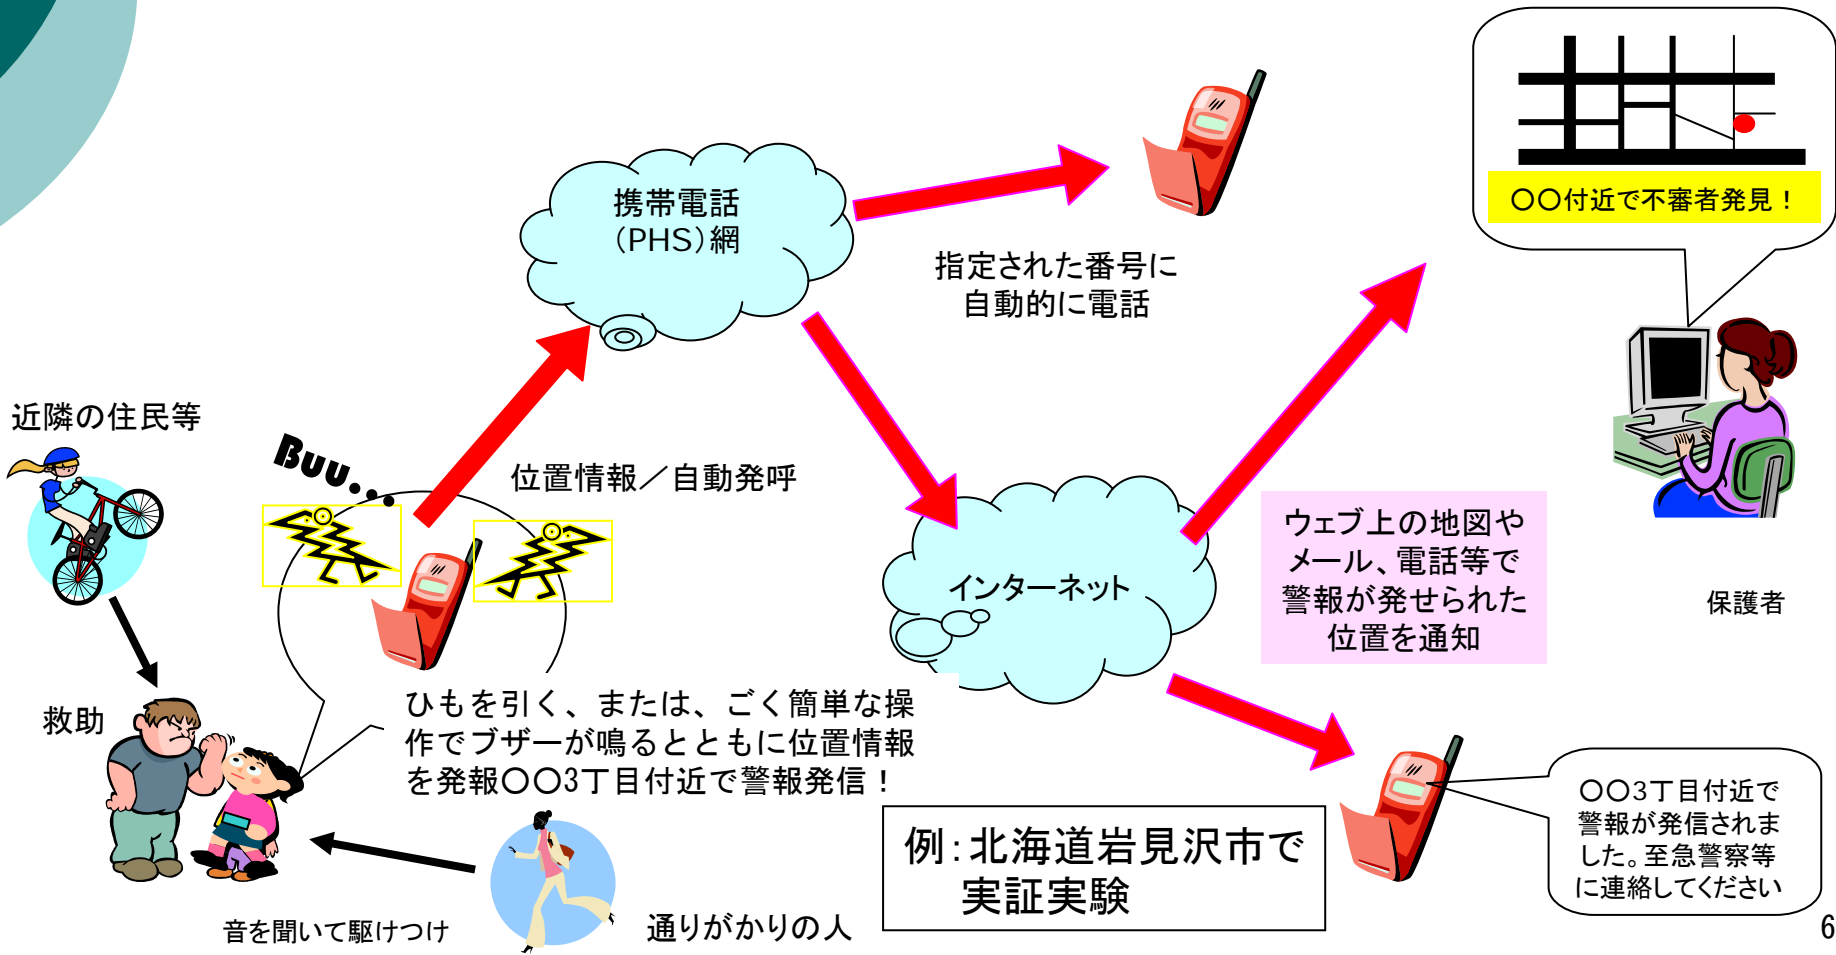 〇〇付近で不審者発見！
携帯電話
（PHS）網
指定された番号に
自動的に電話
近隣の住民等
Buu...
位置情報／自動発呼
インターネット
ウェブ上の地図や
メール、電話等で
警報が発せられた
位置を通知
保護者
救助
ひもを引く、または、ごく簡単な操
作でブザーが鳴るとともに位置情報
を発報〇〇3丁目付近で警報発信！
〇〇3丁目付近で
警報が発信されま
した。至急警察等
に連絡してください
例：北海道岩見沢市で
実証実験
音を聞いて駆けつけ
通りがかりの人
6